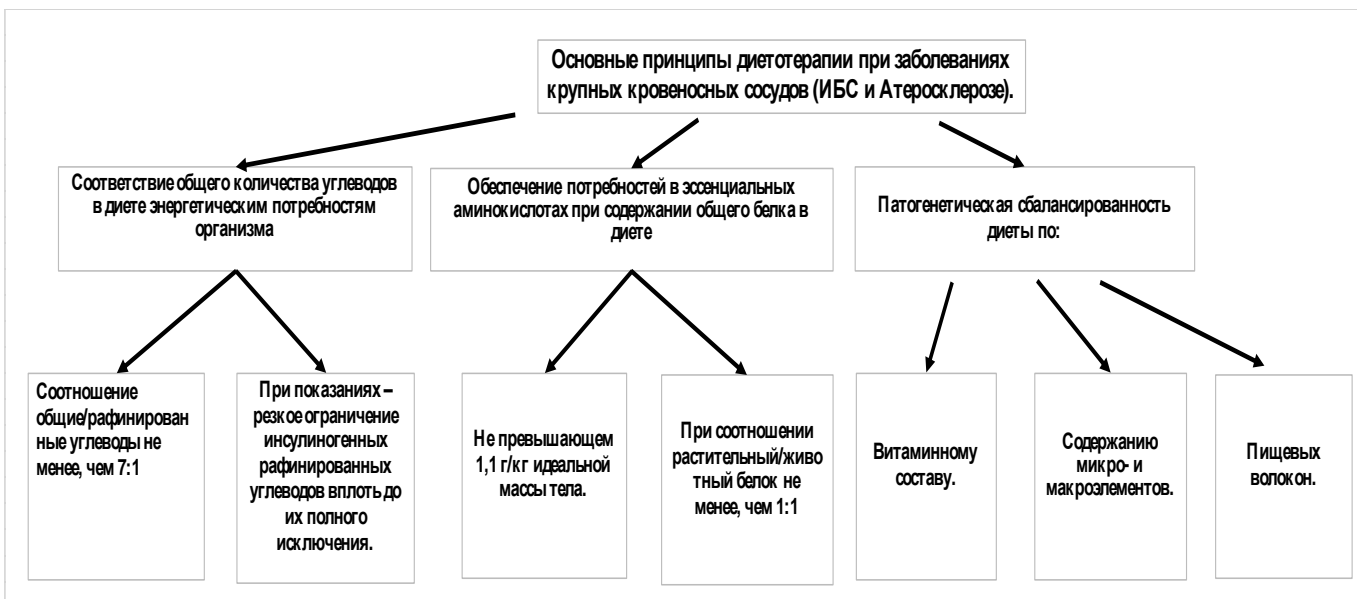 Основные принципы диетотерапии при заболеваниях
крупных кровеносных сосудов (ИБС и Атеросклерозе).
Соответствие общего количества углеводов
в диете энергетическим потребностям
организма
Обеспечение потребностей в эссенциальных
аминокислотах при содержании общего белка в
диете
Патогенетическая сбалансированность
диеты по:
Соотношение
общие/рафинирован
ные углеводы не
менее, чем 7:1
При показаниях –
резкое ограничение
инсулиногенных
рафинированных
углеводов вплоть до
их полного
исключения.
Не превышающем
1,1 г/кг идеальной
массы тела.
При соотношении
растительный/живо
тный белок не
менее, чем 1:1
Витаминному
составу.
Содержанию
микро- и
макроэлементов.
Пищевых
волокон.